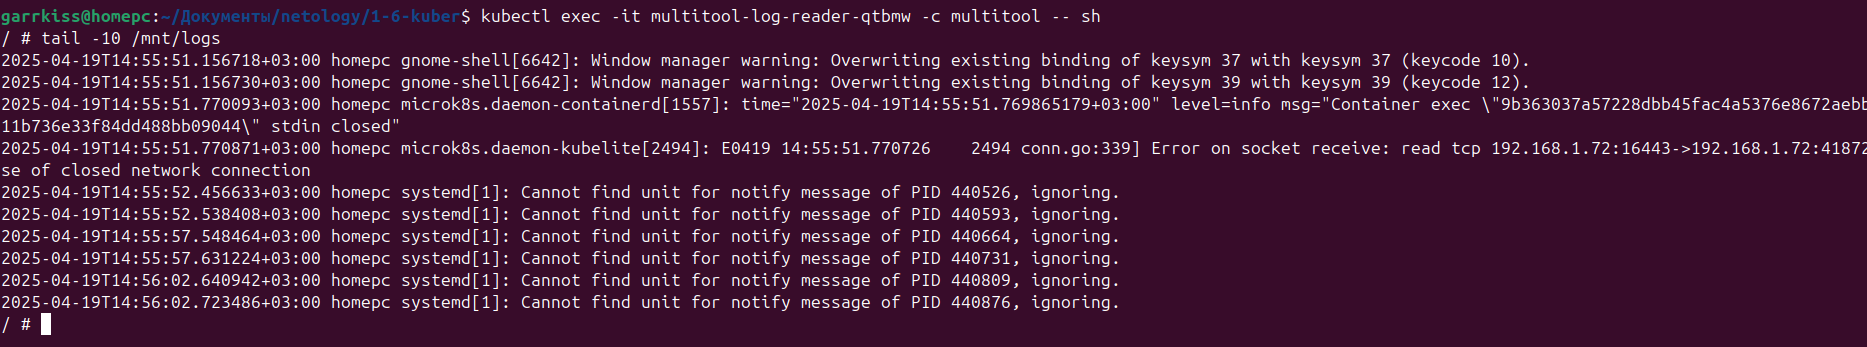 garrkiss@homepc:~/Документы/netology/1-6-kuber$ kubectl exec -it multitool-log-reader-qtbmw -c multitool -- sh
/ # tail -10 /mnt/logs
2025-04-19T14:55:51.156718+03:00 homepc gnome-shell[6642]: Window manager warning: Overwriting existing binding of keysym 37 with keysym 37 (keycode 10).
2025-04-19T14:55:51.156730+03:00 homepc gnome-shell[6642]: Window manager warning: Overwriting existing binding of keysym 39 with keysym 39 (keycode 12).
2025-04-19T14:55:51.770093+03:00 homepc microk8s.daemon-containerd[1557]: time="2025-04-19T14:55:51.769865179+03:00" level=info msg="Container exec \"9b363037a57228dbb45fac4a5376e8672aebb
11b736e33f84dd488bb09044\" stdin closed"
2025-04-19T14:55:51.770871+03:00 homepc microk8s.daemon-kubelite[2494]: E0419 14:55:51.770726    2494 conn.go:339] Error on socket receive: read tcp 192.168.1.72:16443->192.168.1.72:41872
se of closed network connection
2025-04-19T14:55:52.456633+03:00 homepc systemd[1]: Cannot find unit for notify message of PID 440526, ignoring.
2025-04-19T14:55:52.538408+03:00 homepc systemd[1]: Cannot find unit for notify message of PID 440593, ignoring.
2025-04-19T14:55:57.548464+03:00 homepc systemd[1]: Cannot find unit for notify message of PID 440664, ignoring.
2025-04-19T14:55:57.631224+03:00 homepc systemd[1]: Cannot find unit for notify message of PID 440731, ignoring.
2025-04-19T14:56:02.640942+03:00 homepc systemd[1]: Cannot find unit for notify message of PID 440809, ignoring.
2025-04-19T14:56:02.723486+03:00 homepc systemd[1]: Cannot find unit for notify message of PID 440876, ignoring.
/ #